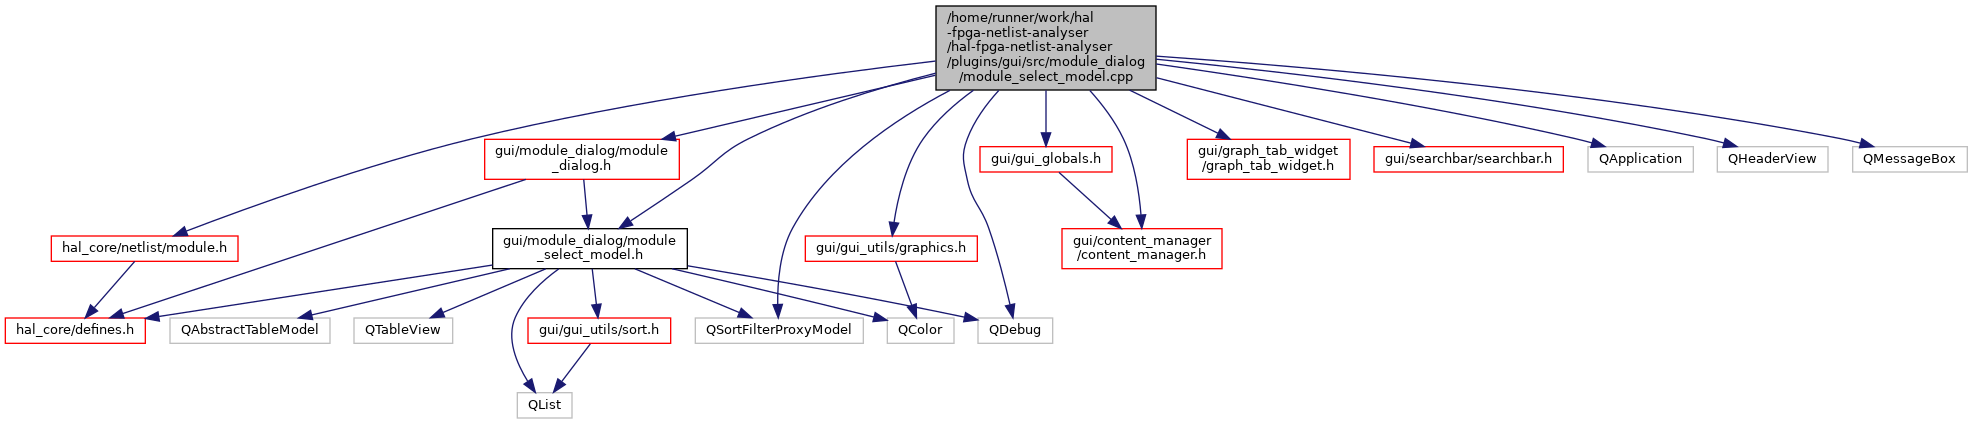 /home/runner/work/hal
-fpga-netlist-analyser
/hal-fpga-netlist-analyser
/plugins/gui/src/module_dialog
/module_select_model.cpp
gui/module_dialog/module
_dialog.h
gui/gui_globals.h
gui/graph_tab_widget
/graph_tab_widget.h
gui/searchbar/searchbar.h
QApplication
QHeaderView
QMessageBox
hal_core/netlist/module.h
gui/module_dialog/module
_select_model.h
gui/gui_utils/graphics.h
gui/content_manager
/content_manager.h
hal_core/defines.h
QAbstractTableModel
QTableView
gui/gui_utils/sort.h
QSortFilterProxyModel
QColor
QDebug
QList